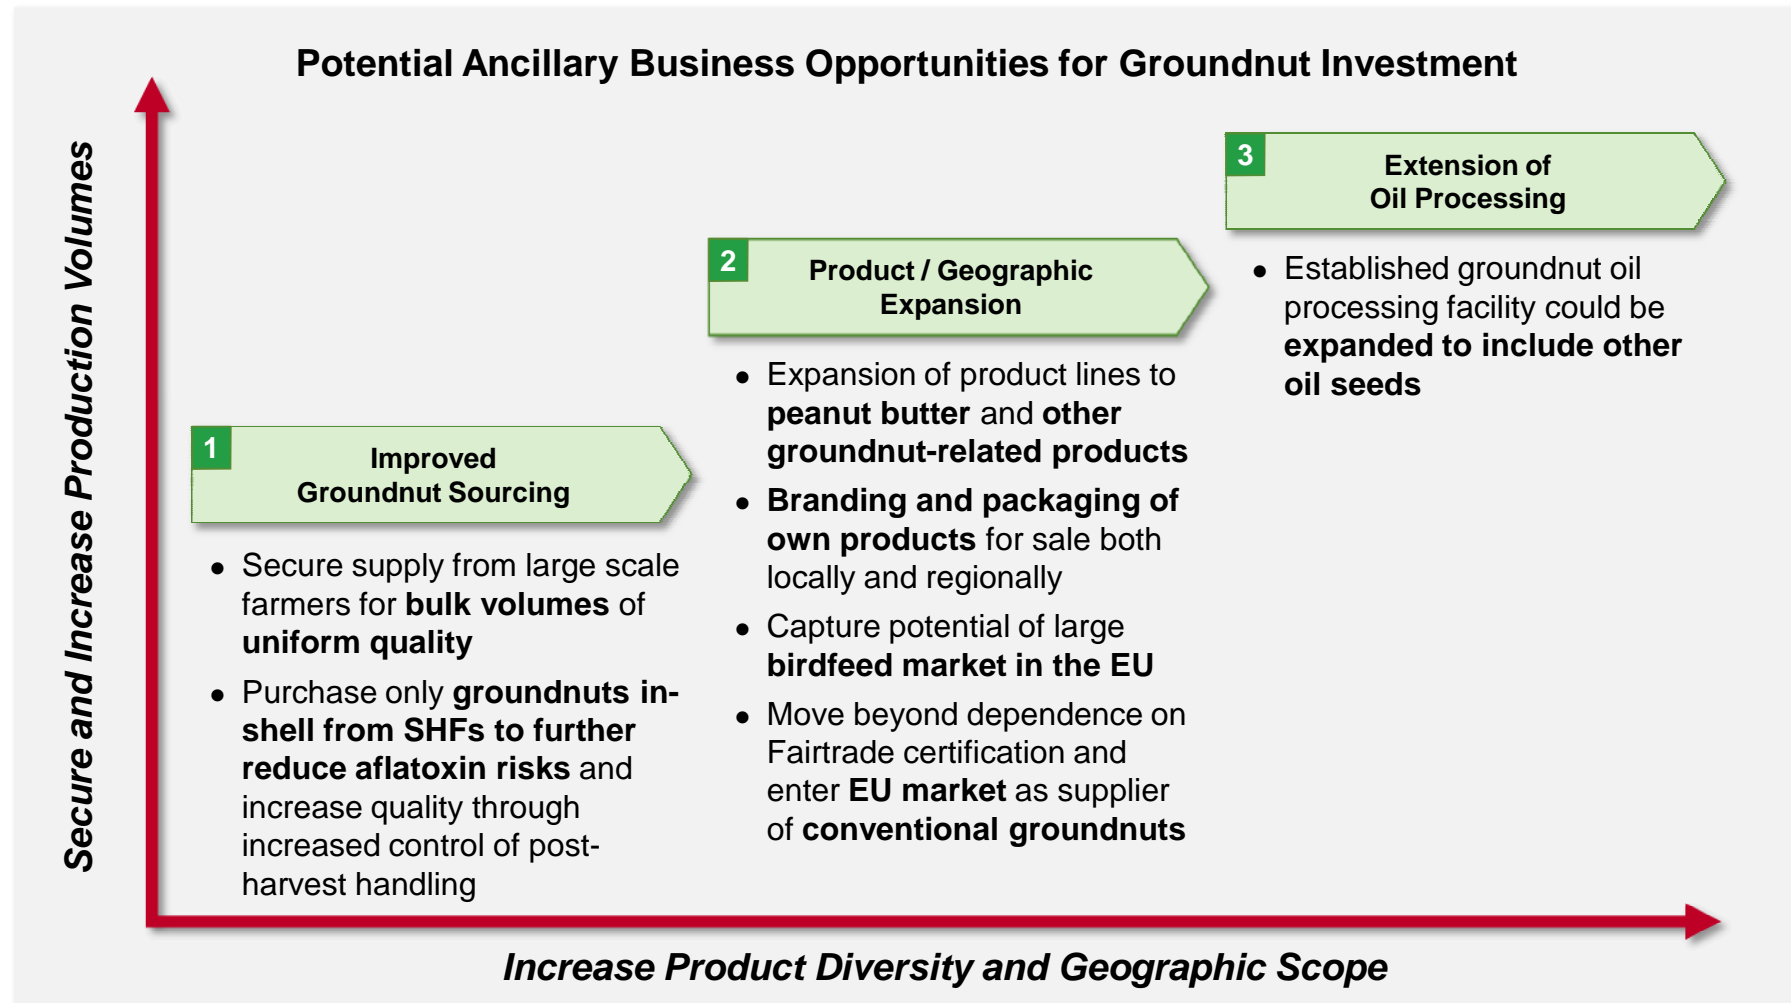 Potential Ancillary Business Opportunities for Groundnut Investment
Secure and Increase Production Volumes
1
Improved
Groundnut Sourcing
● Secure supply from large scale
farmers for bulk volumes of
uniform quality
● Purchase only groundnuts in-
shell from SHFs to further
reduce aflatoxin risks and
increase quality through
increased control of post-
harvest handling
2
Product / Geographic
Expansion
● Expansion of product lines to
peanut butter and other
groundnut-related products
● Branding and packaging of
own products for sale both
locally and regionally
● Capture potential of large
birdfeed market in the EU
● Move beyond dependence on
Fairtrade certification and
enter EU market as supplier
of conventional groundnuts
3
Extension of
Oil Processing
● Established groundnut oil
processing facility could be
expanded to include other
oil seeds
Increase Product Diversity and Geographic Scope